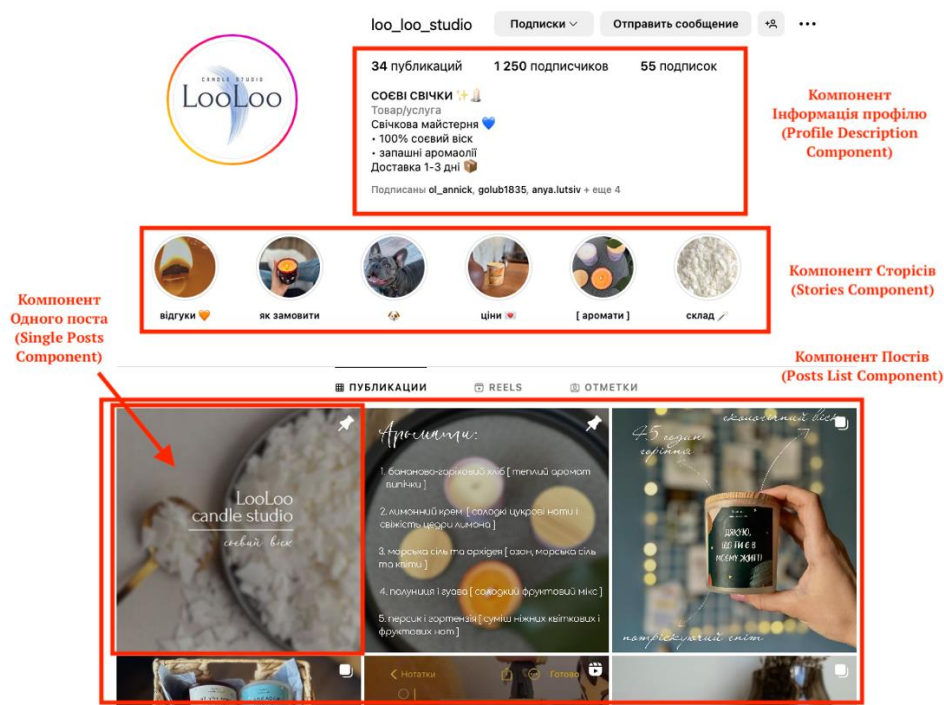 loo_loo_studio
Подписки
Отправить сообщение
34 публикаций 1 250 подписчиков 55 подписок
СОЄВІ СВІЧКИ ✨🕯
Товар/услуга
Свічкова майстерня 💙
• 100% соєвий віск
• запашні аромаолії
Доставка 1-3 дні 📦
Подписаны ol_annick, golub1835, anya.lutsiv + еще 4
CANDLE STUDIO
LooLoo
Компонент
Інформація профілю
(Profile Description
Component)
відгуки 🧡
як замовити
🐶
ціни 💌
[ аромати ]
склад
Компонент Сторісів
(Stories Component)
Компонент
Одного поста
(Single Posts
Component)
Компонент Постів
(Posts List Component)
ПУБЛИКАЦИИ
REELS
ОТМЕТКИ
LooLoo
candle studio
соєвий віск
Аромати:
1. бананово-горіховий хліб [ теплий аромат
випічки ]
2. лимонний крем [ солодкі цукрові ноти і
свіжість цедри лимона ]
3. морська сіль та орхідея [ озон, морська сіль
та квіти ]
4. полуниця і гуава [ солодкий фруктовий мікс ]
5. персик і гортензія [ суміш ніжних квіткових і
фруктових нот ]
45 годин
горіння
екологічний віск
ДЯКУЮ,
ЩО ТИ Є В
МОЄМУ ЖИТТІ
потріскуючий гніт
Нотатки
Готово